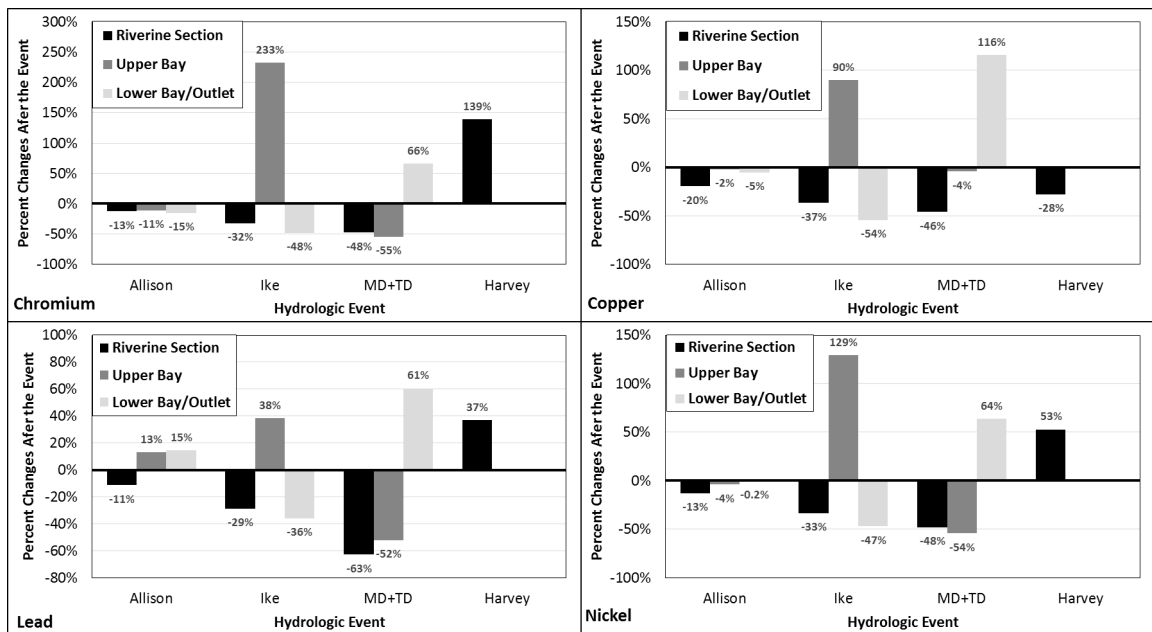 300%
250%
200%
150%
100%
50%
0%
-50%
-100%
Percent Changes Afer the Event
Riverine Section
Upper Bay
Lower Bay/Outlet
-13%
-11%
-15%
-32%
233%
-48%
-48%
-55%
66%
139%
Allison
Ike
MD+TD
Harvey
Hydrologic Event
Chromium
150%
100%
50%
0%
-50%
-100%
Percent Changes Afer the Event
Riverine Section
Upper Bay
Lower Bay/Outlet
-20%
-2%
-5%
-37%
90%
-54%
-46%
-4%
116%
-28%
Allison
Ike
MD+TD
Harvey
Hydrologic Event
Copper
100%
80%
60%
40%
20%
0%
-20%
-40%
-60%
-80%
Percent Changes Afer the Event
Riverine Section
Upper Bay
Lower Bay/Outlet
-11%
13%
15%
-29%
38%
-36%
-63%
-52%
61%
37%
Allison
Ike
MD+TD
Harvey
Hydrologic Event
Lead
150%
100%
50%
0%
-50%
-100%
Percent Changes Afer the Event
Riverine Section
Upper Bay
Lower Bay/Outlet
-13%
-4%
-0.2%
-33%
129%
-47%
-48%
-54%
64%
53%
Allison
Ike
MD+TD
Harvey
Hydrologic Event
Nickel